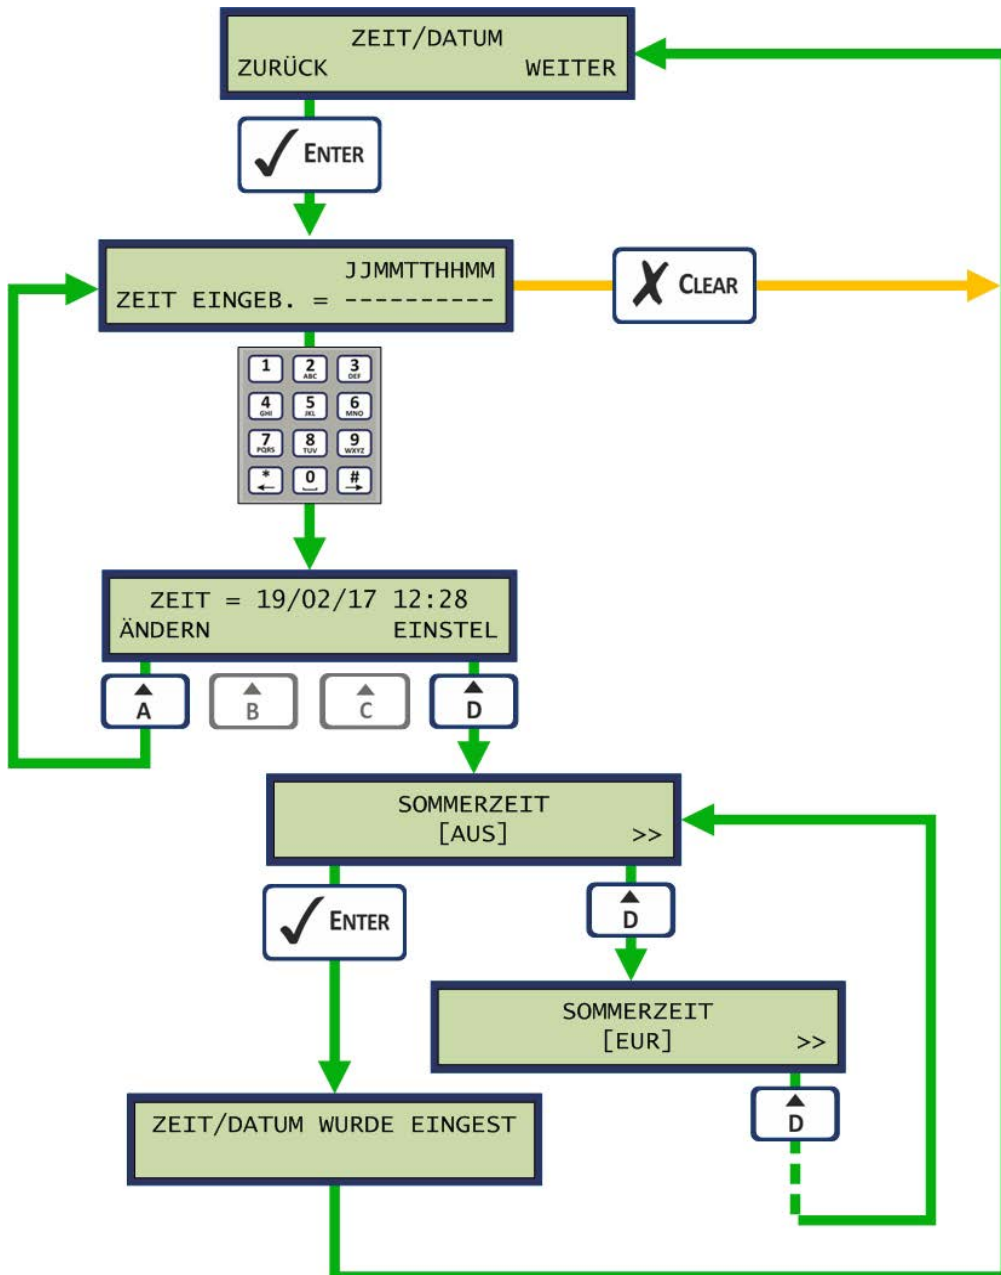 ZEIT/DATUM
ZURÜCK WEITER
ENTER
JJMMTTHHMM
ZEIT EINGEB. = ----------
CLEAR
1 2 3
ABC DEF
4 5 6
GHI JKL MNO
7 8 9
PQRS TUV WXYZ
* 0 #
ZEIT = 19/02/17 12:28
ÄNDERN EINSTEL
A B C D
SOMMERZEIT
[AUS] >>
ENTER
D
SOMMERZEIT
[EUR] >>
D
ZEIT/DATUM WURDE EINGEST